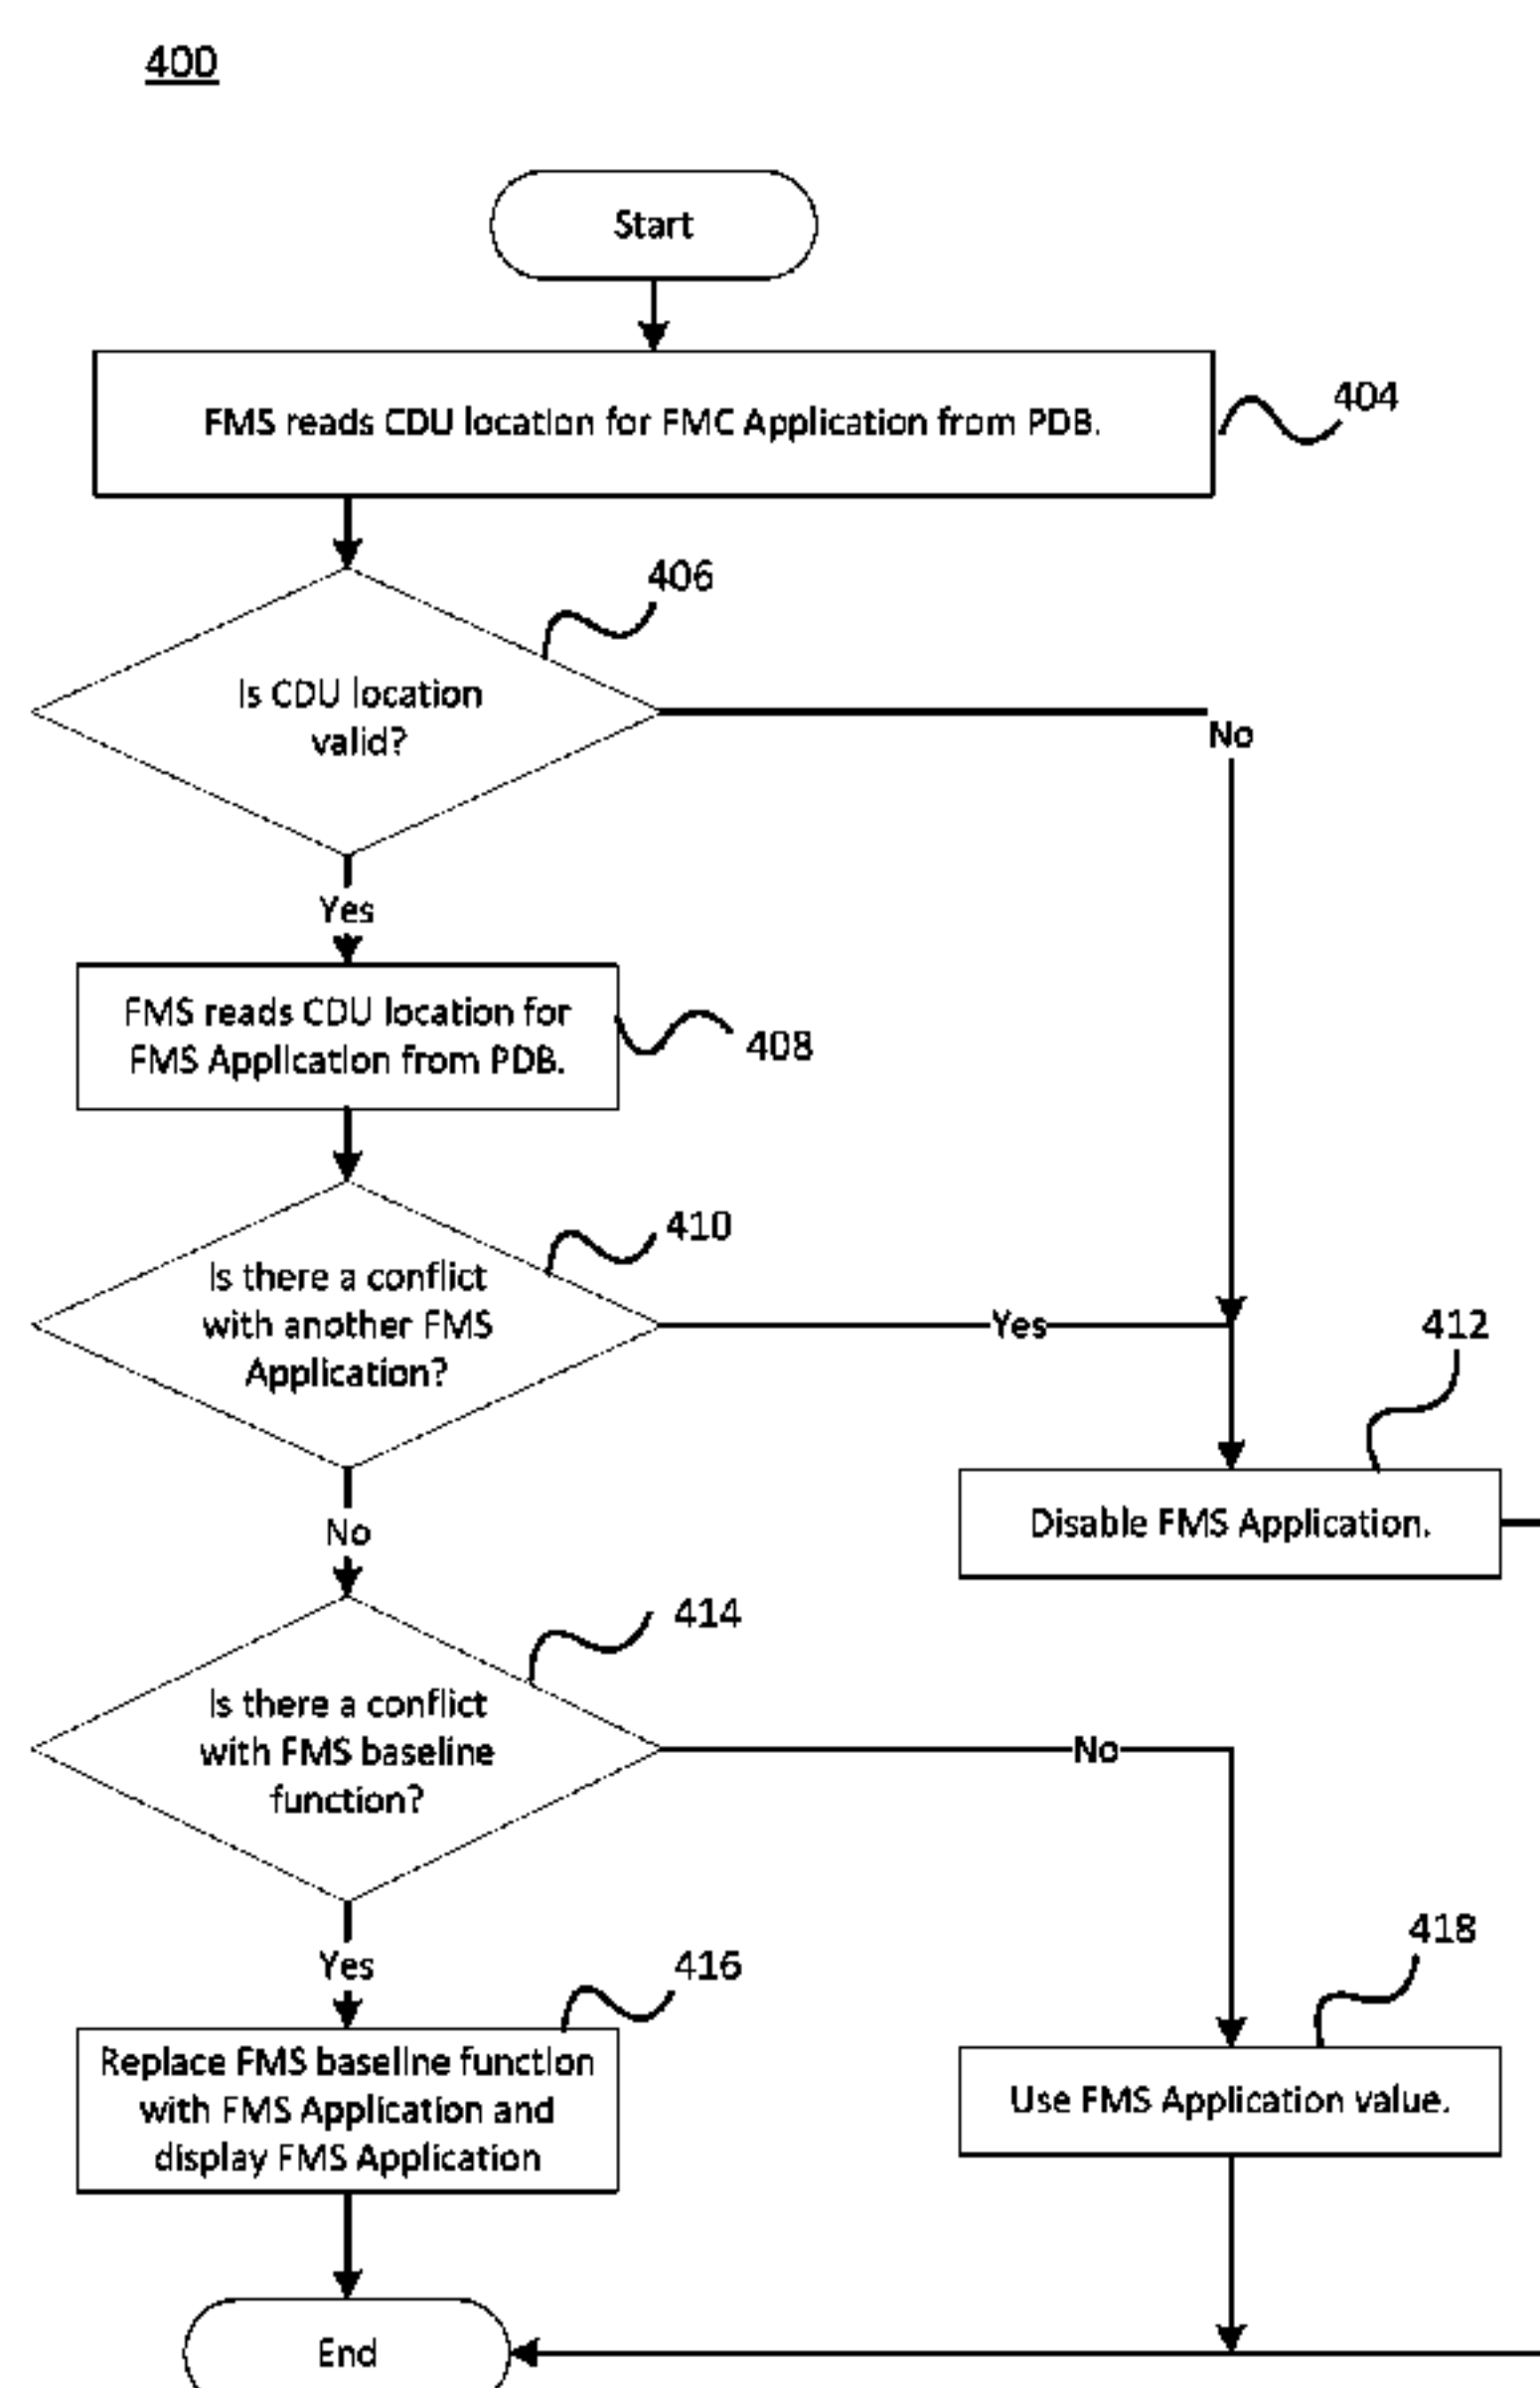 400
Start
FMS reads CDU location for FMC Application from PDB.
404
406
Is CDU location
valid?
No
Yes
FMS reads CDU location for
FMS Application from PDB.
408
410
Is there a conflict
with another FMS
Application?
Yes
412
Disable FMS Application.
No
414
Is there a conflict
with FMS baseline
function?
No
418
Yes
416
Replace FMS baseline function
with FMS Application and
display FMS Application
Use FMS Application value.
End